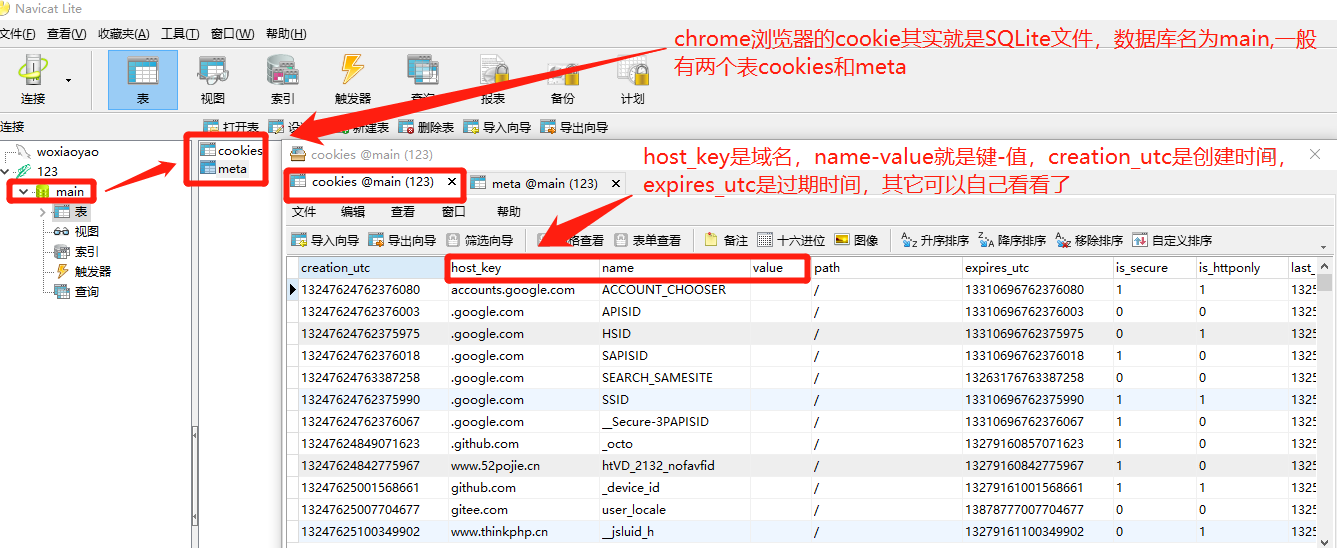 Navicat Lite
文件(F) 查看(V) 收藏夹(A) 工具(T) 窗口(W) 帮助(H)
chrome浏览器的cookie其实就是SQLite文件，数据库名为main,一般
有两个表cookies和meta
连接 表 视图 索引 触发器 查询 报表 备份 计划
连接 打开表 新建表 删除表 导入向导 导出向导
woxiaoyao
123
main
表
视图
索引
触发器
查询
cookies
meta
cookies @main (123)
host_key是域名，name-value就是键-值，creation_utc是创建时间，
expires_utc是过期时间，其它可以自己看看了
cookies @main (123) meta @main (123)
文件 编辑 查看 窗口 帮助
导入向导 导出向导 筛选向导 格查看 表单查看 备注 十六进位 图像 升序排序 降序排序 移除排序 自定义排序
creation_utc host_key name value path expires_utc is_secure is_httponly last_
13247624762376080 accounts.google.com ACCOUNT_CHOOSER / 13310696762376080 1 1 1325
13247624762376003 .google.com APISID / 13310696762376003 0 0 1325
13247624762375975 .google.com HSID / 13310696762375975 0 1 1325
13247624762376018 .google.com SAPISID / 13310696762376018 1 0 1325
13247624763387258 .google.com SEARCH_SAMESITE / 13263176763387258 0 0 1325
13247624762375990 .google.com SSID / 13310696762375990 1 1 1325
13247624762376067 .google.com __Secure-3PAPISID / 13310696762376067 1 0 1325
13247624849071623 .github.com _octo / 13279160857071623 1 0 1325
13247624842775967 www.52pojie.cn htVD_2132_nofavfid / 13279160842775967 1 0 1325
13247625001568661 github.com _device_id / 13279161001568661 1 1 1325
13247625007704677 gitee.com user_locale / 13878777007704677 0 0 1325
13247625100349902 www.thinkphp.cn __jsluid_h / 13279161100349902 0 1 1325